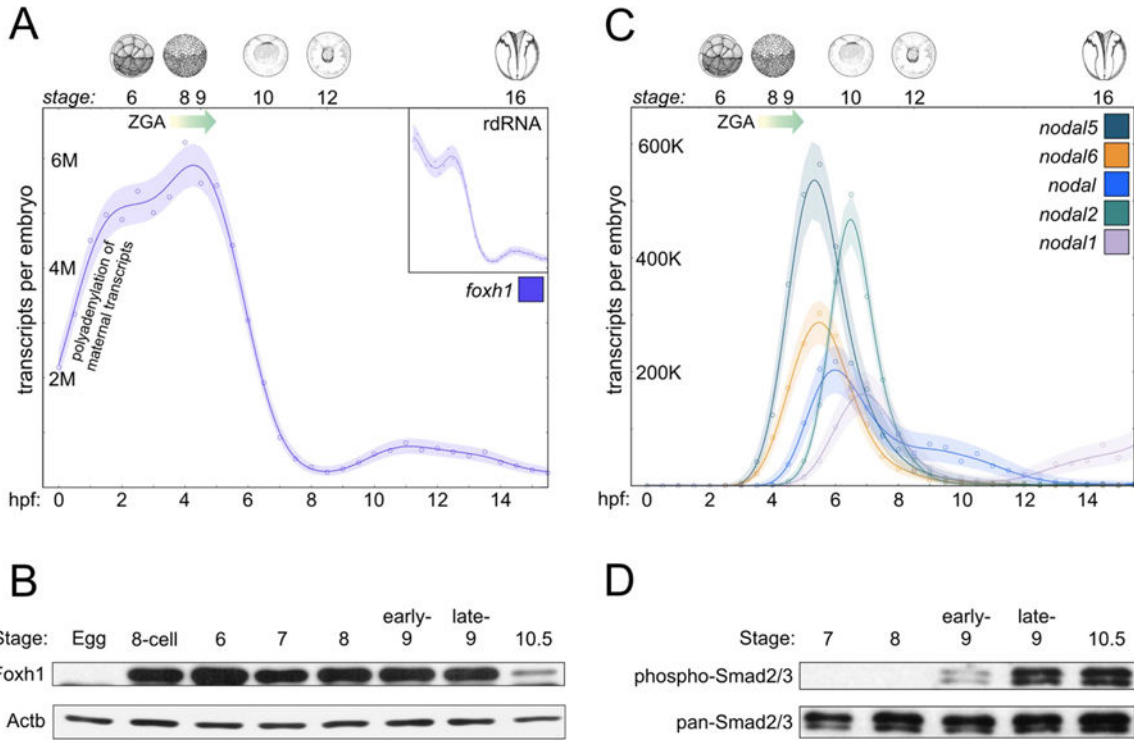 A
stage: 6 8 9 10 12 16
ZGA
rdRNA
6M
4M
2M
transcripts per embryo
polyadenylation of
maternal transcripts
foxh1
hpf: 0 2 4 6 8 10 12 14
C
stage: 6 8 9 10 12 16
ZGA
nodal5
nodal6
nodal
nodal2
nodal1
600K
400K
200K
transcripts per embryo
hpf: 0 2 4 6 8 10 12 14
B
Stage: Egg 8-cell 6 7 8 early-9 late-9 10.5
Foxh1
Actb
D
Stage: 7 8 early-9 late-9 10.5
phospho-Smad2/3
pan-Smad2/3